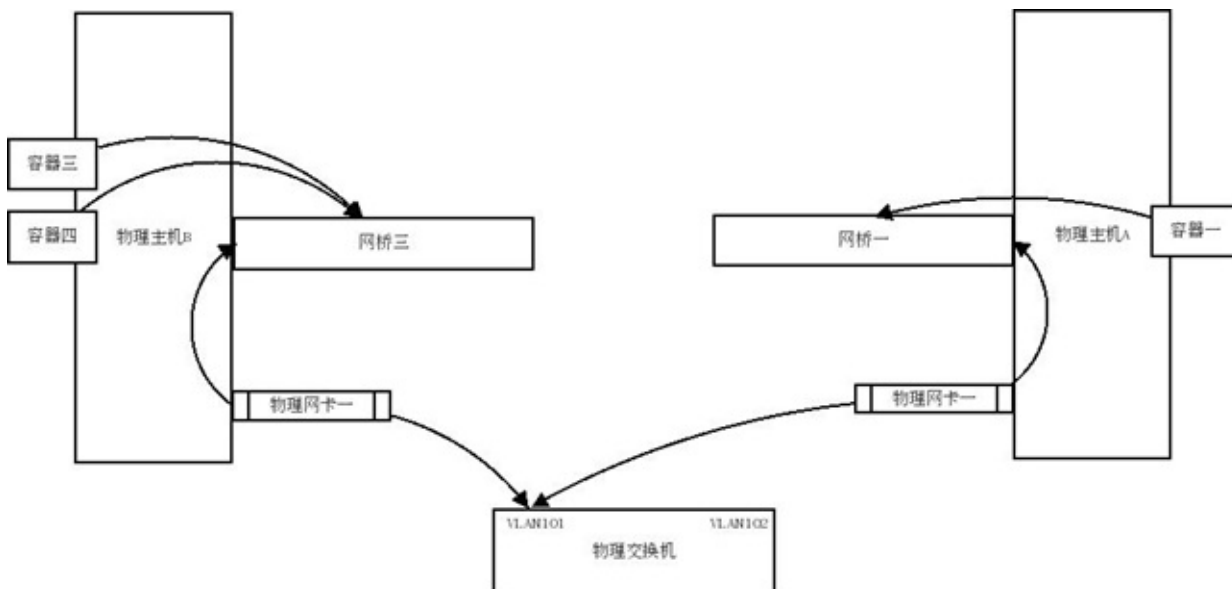 容器三
容器四
物理主机B
网桥三
网桥一
物理主机A
容器一
物理网卡一
物理网卡一
VLAN101
VLAN102
物理交换机